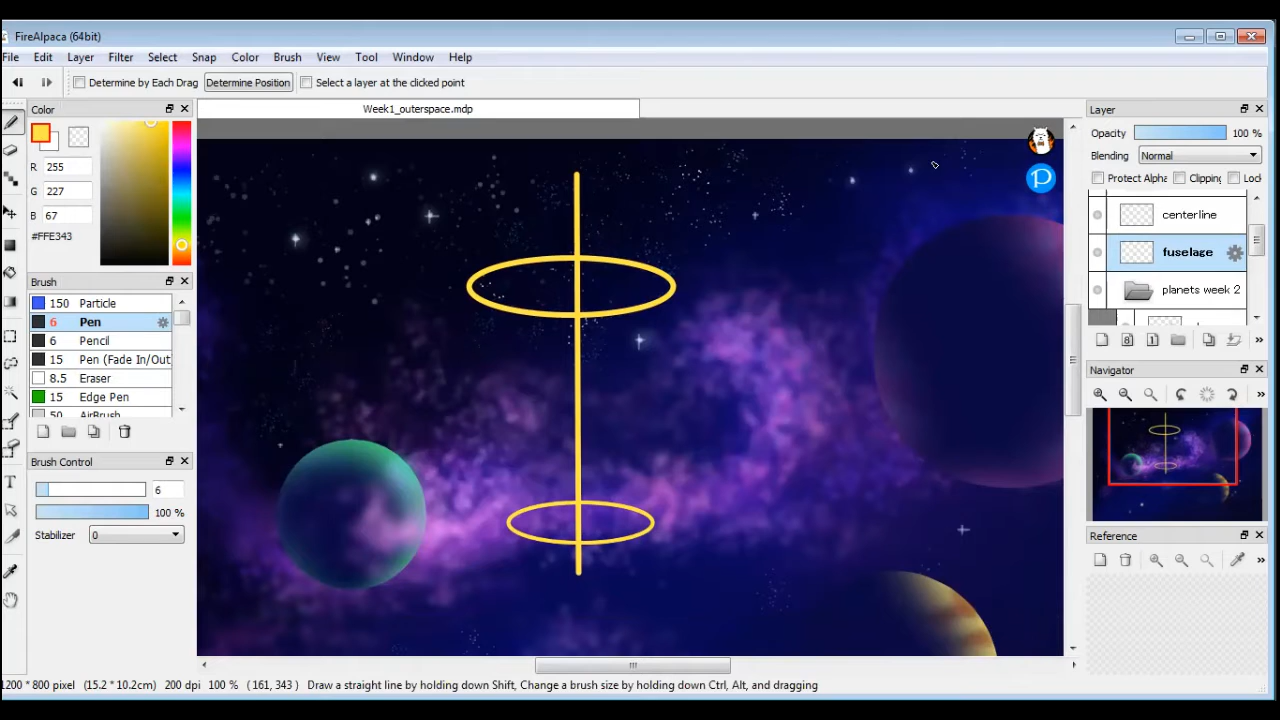 FireAlpaca (64bit)
File Edit Layer Filter Select Snap Color Brush View Tool Window Help
Determine by Each Drag Determine Position Select a layer at the clicked point
Color
Week1_outerspace.mdp
Layer
R 255
G 227
B 67
#FFE343
Opacity 100 %
Blending Normal
Protect Alpha Clipping Lock
centerline
fuselage
planets week 2
Brush
150 Particle
6 Pen
6 Pencil
15 Pen (Fade In/Out
8.5 Eraser
15 Edge Pen
50 AirBrush
8 1
Navigator
Brush Control
6
100 %
Stabilizer 0
T
P
Reference
1200 * 800 pixel (15.2 * 10.2cm) 200 dpi 100 % ( 161, 343 ) Draw a straight line by holding down Shift, Change a brush size by holding down Ctrl, Alt, and dragging